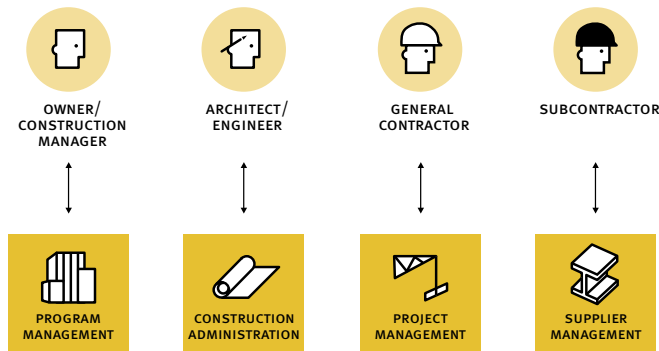 OWNER/
CONSTRUCTION
MANAGER
ARCHITECT/
ENGINEER
GENERAL
CONTRACTOR
SUBCONTRACTOR
PROGRAM
MANAGEMENT
CONSTRUCTION
ADMINISTRATION
PROJECT
MANAGEMENT
SUPPLIER
MANAGEMENT